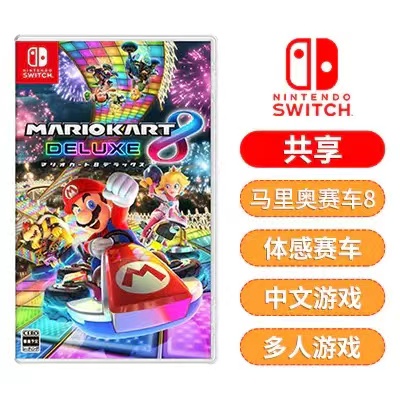 NINTENDO
SWITCH
MARIOKART 8
DELUXE
マリオカート8デラックス
NINTENDO
SWITCH
共享
马里奥赛车8
体感赛车
中文游戏
多人游戏
CERO